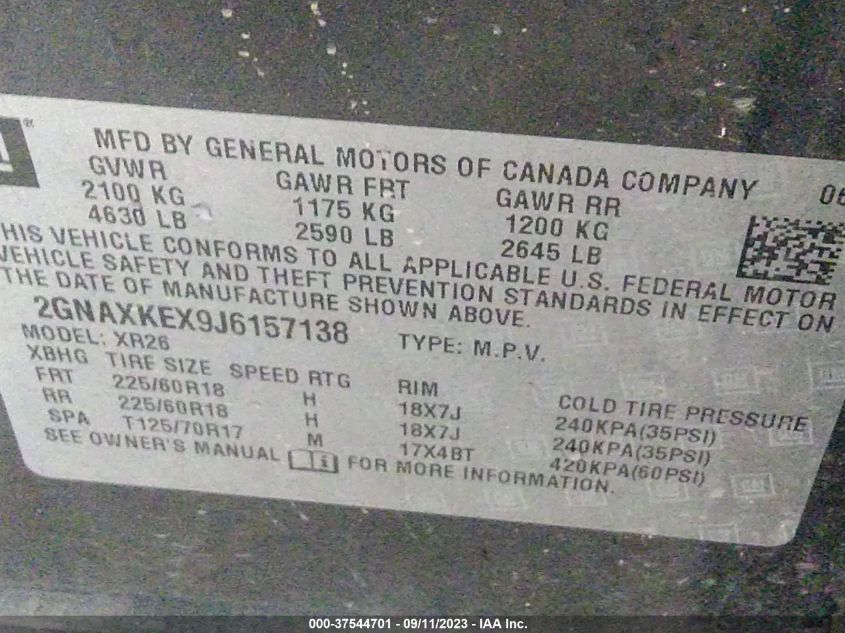 ®
MFD BY GENERAL MOTORS OF CANADA COMPANY 06
GVWR GAWR FRT GAWR RR
2100 KG 1175 KG 1200 KG
4630 LB 2590 LB 2645 LB
HIS VEHICLE CONFORMS TO ALL APPLICABLE U.S. FEDERAL MOTOR
VEHICLE SAFETY AND THEFT PREVENTION STANDARDS IN EFFECT ON
THE DATE OF MANUFACTURE SHOWN ABOVE.
2GNAXKEX9J6157138 TYPE: M.P.V.
MODEL: XR26
XBHG TIRE SIZE SPEED RTG RIM COLD TIRE PRESSURE
FRT 225/60R18 H 18X7J 240KPA(35PSI)
RR 225/60R18 H 18X7J 240KPA(35PSI)
SPA T125/70R17 M 17X4BT 420KPA(60PSI)
SEE OWNER'S MANUAL i FOR MORE INFORMATION.
000-37544701 - 09/11/2023 - IAA Inc.